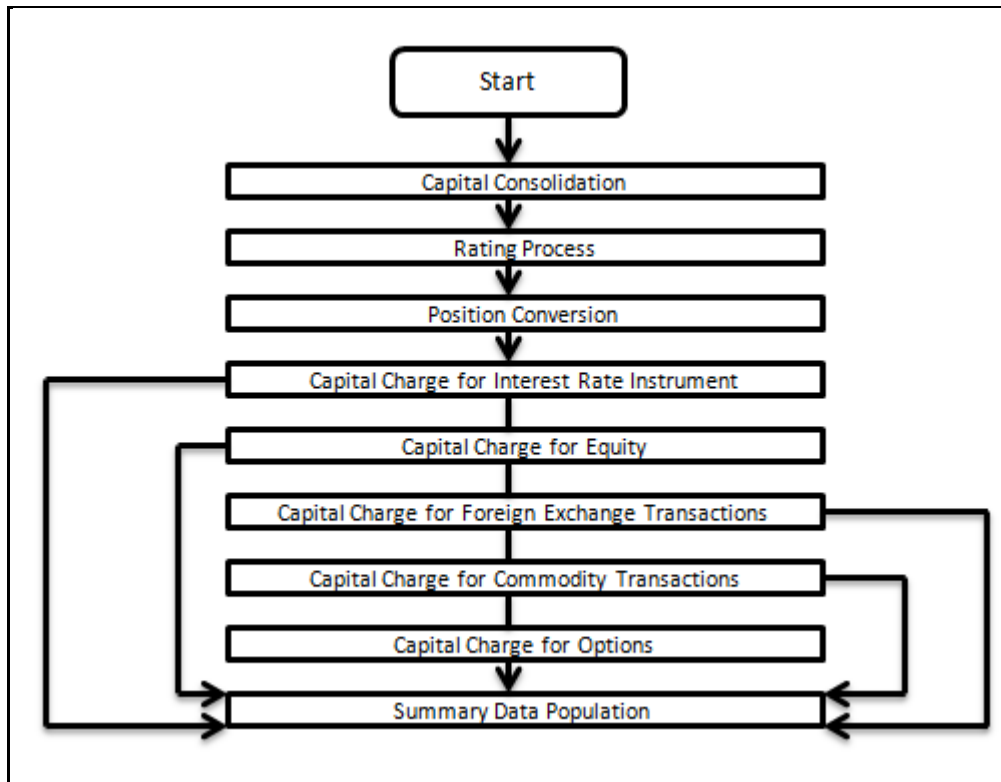 Start
Capital Consolidation
Rating Process
Position Conversion
Capital Charge for Interest Rate Instrument
Capital Charge for Equity
Capital Charge for Foreign Exchange Transactions
Capital Charge for Commodity Transactions
Capital Charge for Options
Summary Data Population